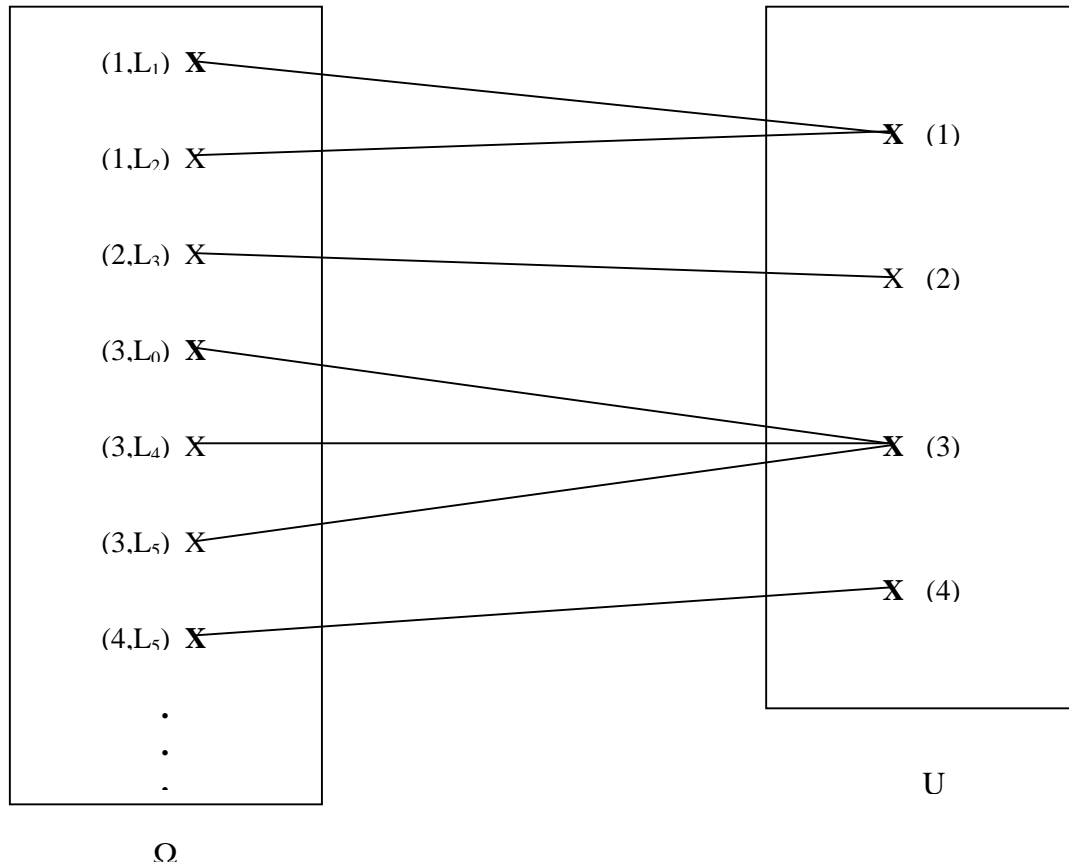 (1,L₁) X
X (1)
(1,L₂) X
(2,L₃) X
X (2)
(3,L₀) X
(3,L₄) X
X (3)
(3,L₅) X
X (4)
(4,L₅) X
.
.
.
U
Ω